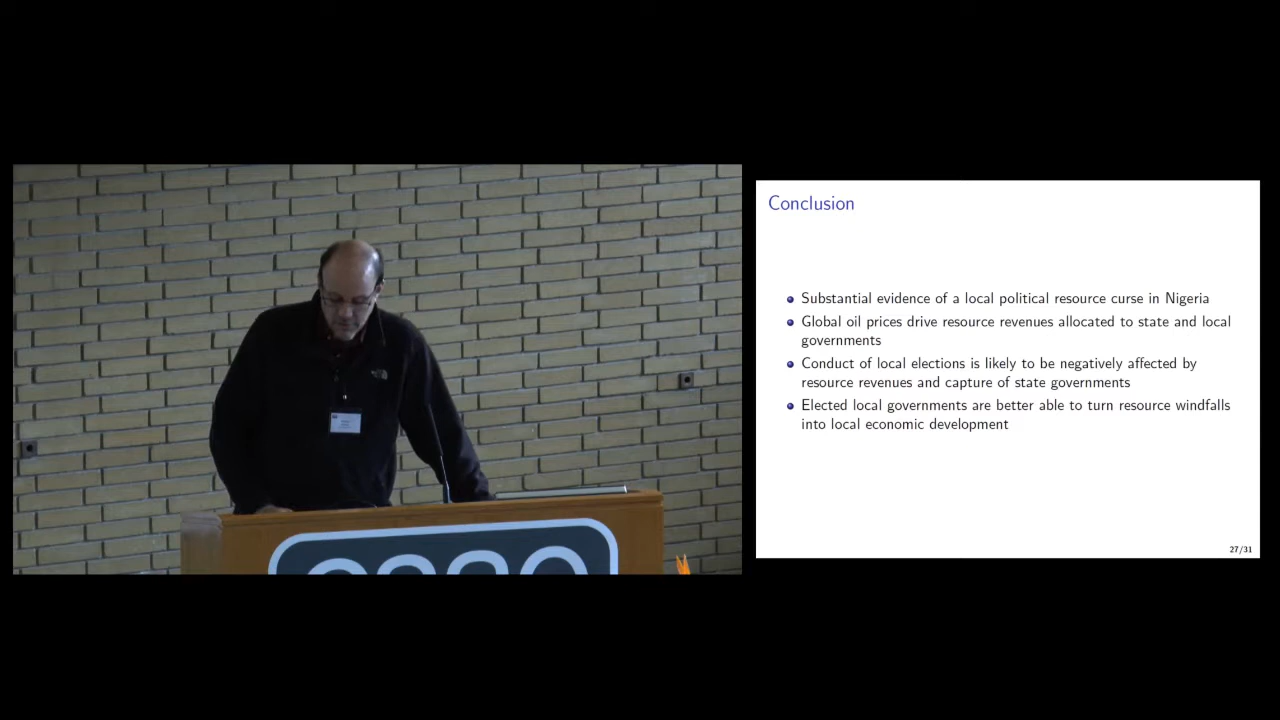 Conclusion
Substantial evidence of a local political resource curse in Nigeria
Global oil prices drive resource revenues allocated to state and local
governments
Conduct of local elections is likely to be negatively affected by
resource revenues and capture of state governments
Elected local governments are better able to turn resource windfalls
into local economic development
27/31